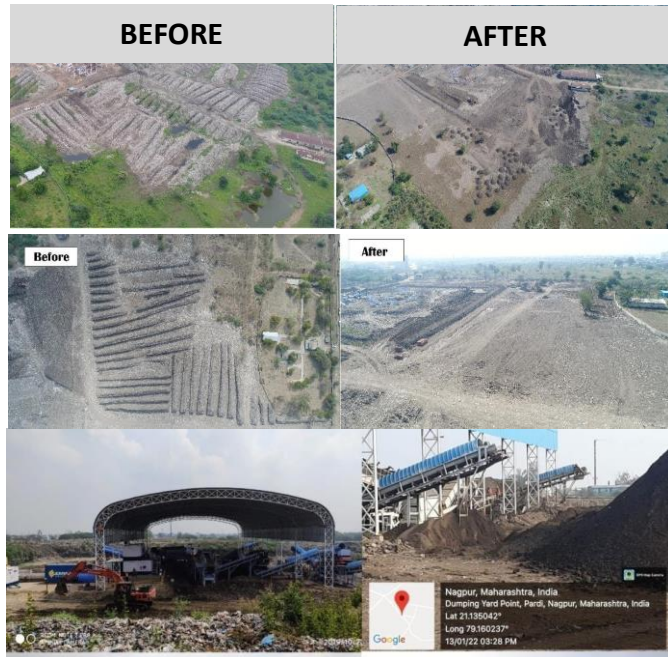 BEFORE
AFTER
Before
After
Nagpur, Maharashtra, India
Dumping Yard Point, Pardi, Nagpur, Maharashtra, India
Lat 21.135042°
Long 79.160237°
13/01/22 03:28 PM
Google